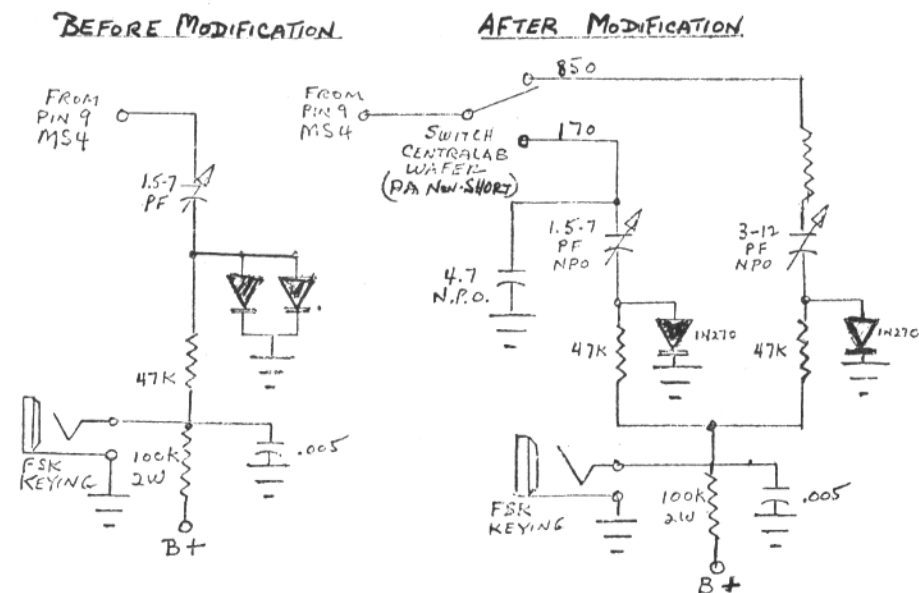 BEFORE MODIFICATION
FROM
PIN 9
MS4
1.5-7
PF
47K
FSK
KEYING
100K
2W
.005
B+
AFTER MODIFICATION
FROM
PIN 9
MS4
850
170
SWITCH
CENTRALAB
WAFER
(PA NON-SHORT)
1.5-7
PF
NPO
3-12
PF
NPO
4.7
N.P.O.
47K
1N270
47K
1N270
FSK
KEYING
100K
2W
.005
B+